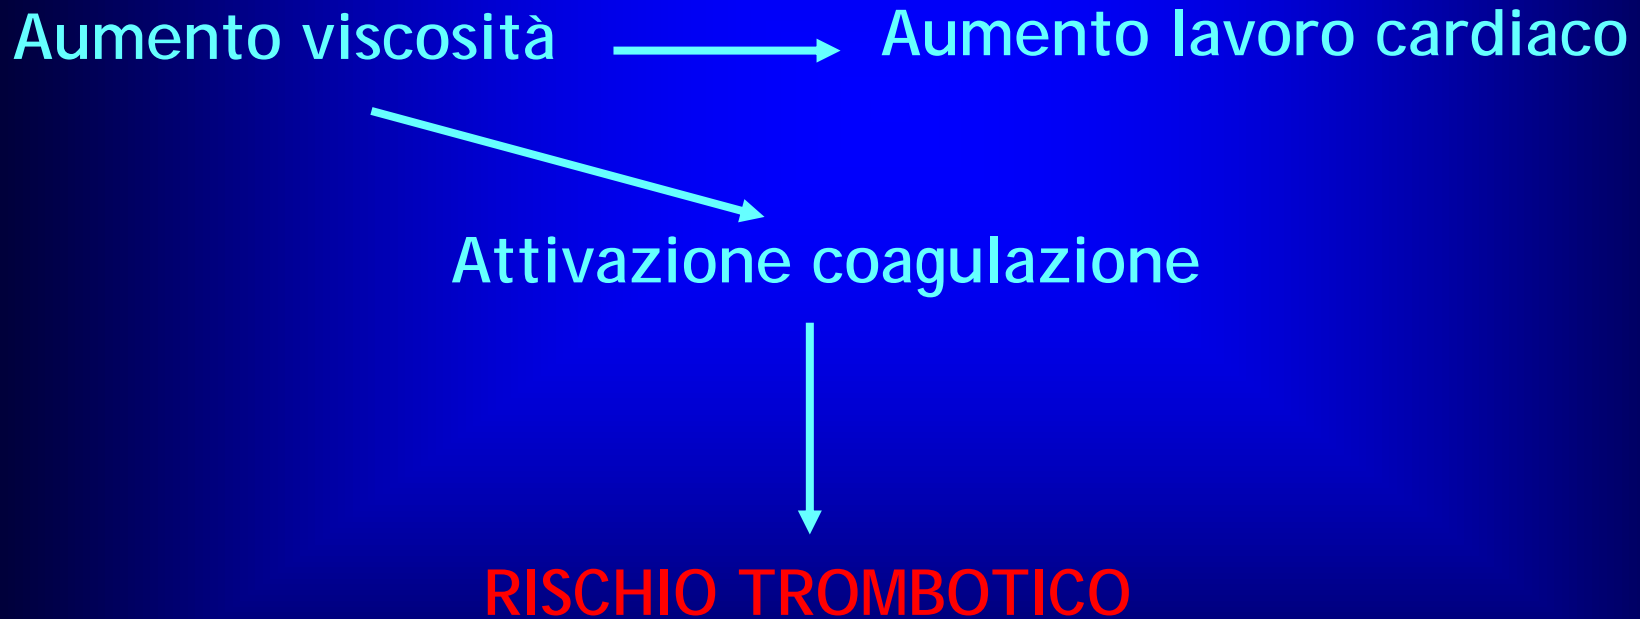 Aumento viscosità
Aumento lavoro cardiaco
Attivazione coagulazione
RISCHIO TROMBOTICO